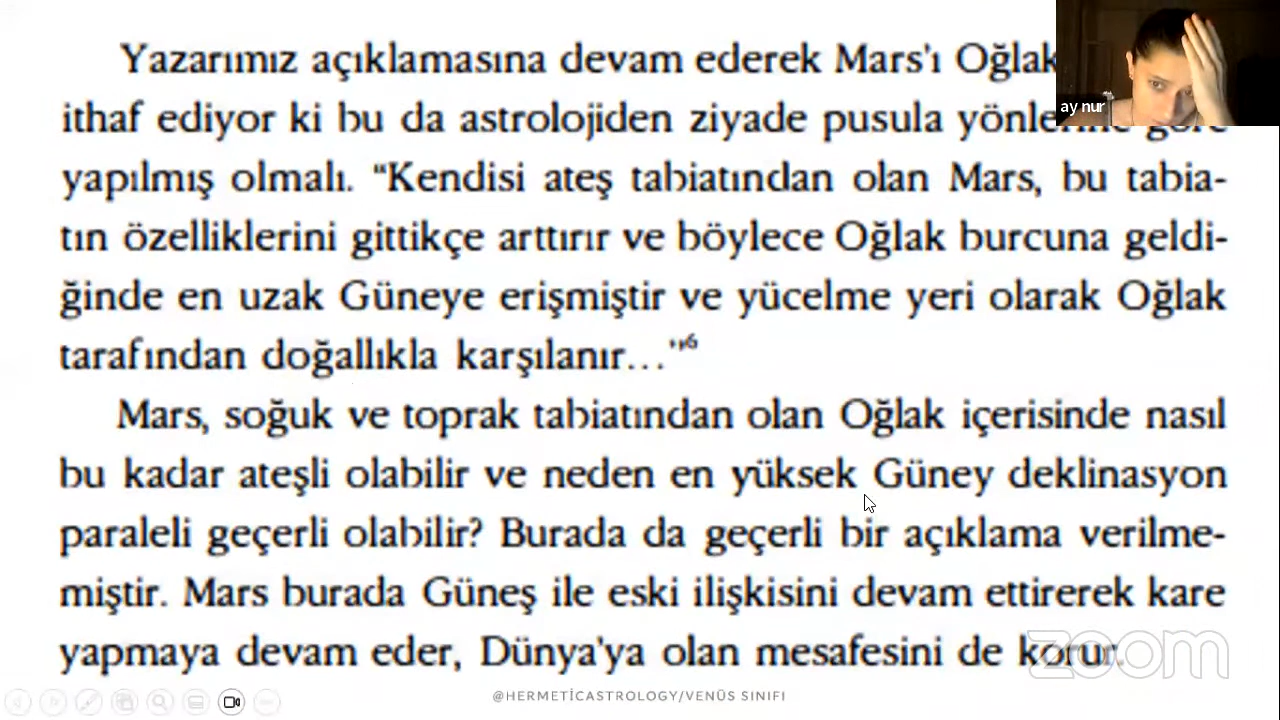 Yazarımız açıklamasına devam ederek Mars'ı Oğlak
ithaf ediyor ki bu da astrolojiden ziyade pusula yönlerine göre
yapılmış olmalı. “Kendisi ateş tabiatından olan Mars, bu tabia-
tın özelliklerini gittikçe arttırır ve böylece Oğlak burcuna geldi-
ğinde en uzak Güneye erişmiştir ve yücelme yeri olarak Oğlak
tarafından doğallıkla karşılanır...”6
Mars, soğuk ve toprak tabiatından olan Oğlak içerisinde nasıl
bu kadar ateşli olabilir ve neden en yüksek Güney deklinasyon
paraleli geçerli olabilir? Burada da geçerli bir açıklama verilme-
miştir. Mars burada Güneş ile eski ilişkisini devam ettirerek kare
yapmaya devam eder, Dünya'ya olan mesafesini de korur.
ay nur
zoom
@HERMETİCASTROLOGY/VENÜS SINIFI